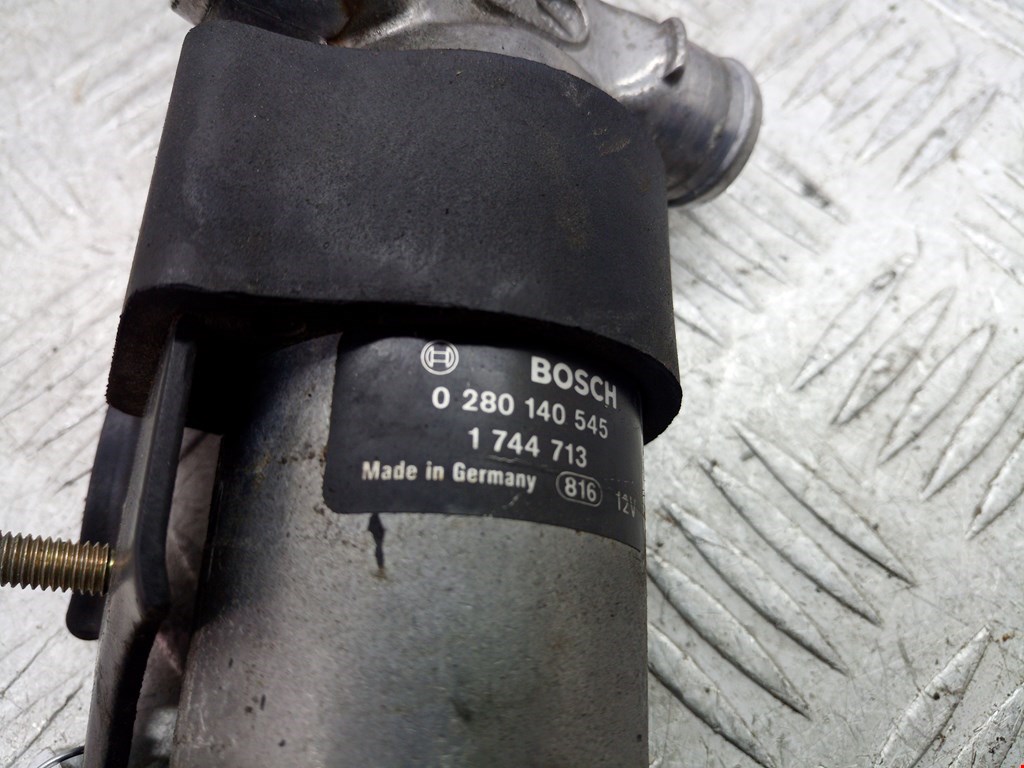 BOSCH
0 280 140 545
1 744 713
Made in Germany 816 12V